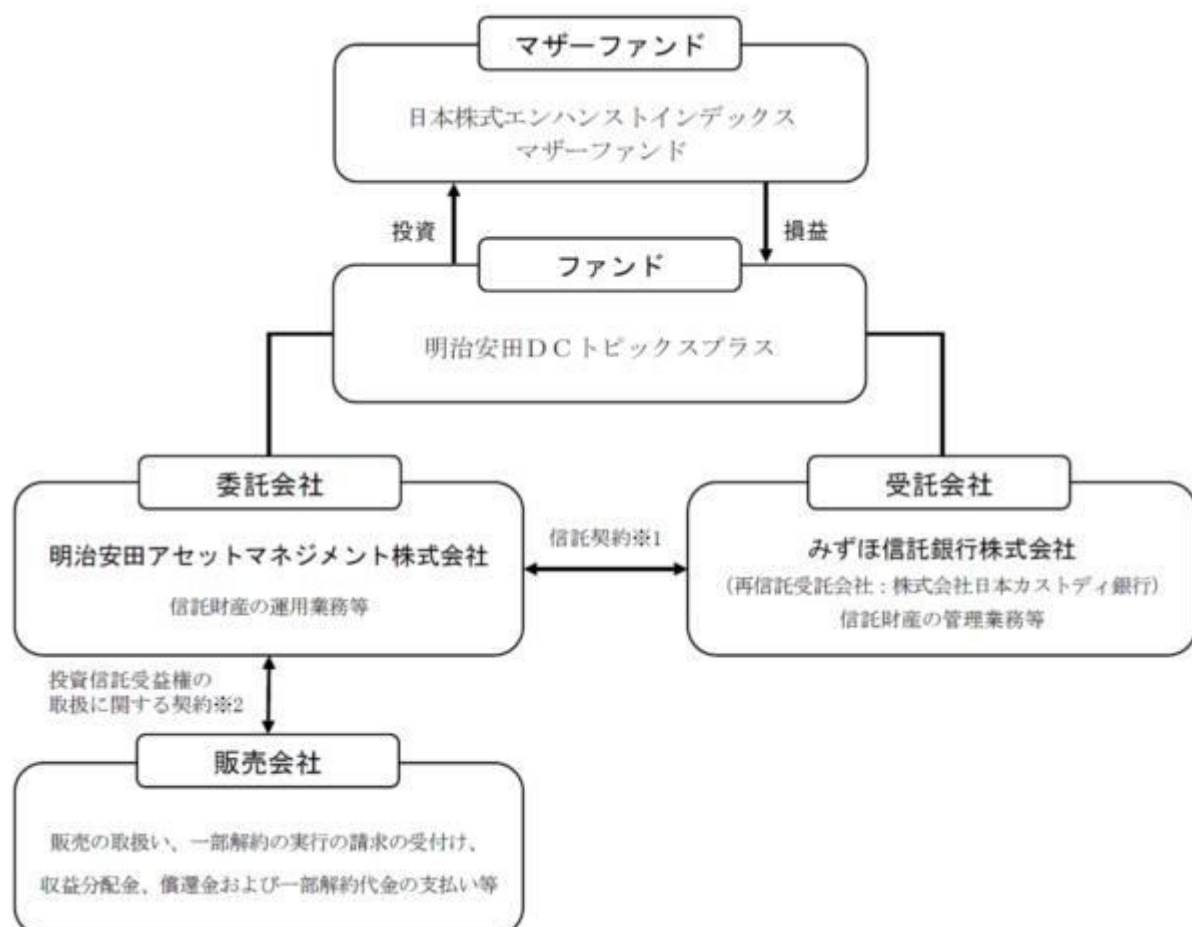 マザーファンド
日本株式エンハンストインデックス
マザーファンド
投資
損益
ファンド
明治安田DCトピックスプラス
委託会社
明治安田アセットマネジメント株式会社
信託財産の運用業務等
信託契約※1
受託会社
みずほ信託銀行株式会社
(再信託受託会社:株式会社日本カストディ銀行)
信託財産の管理業務等
投資信託受益権の
取扱に関する契約※2
販売会社
販売の取扱い、一部解約の実行の請求の受付け、
収益分配金、償還金および一部解約代金の支払い等